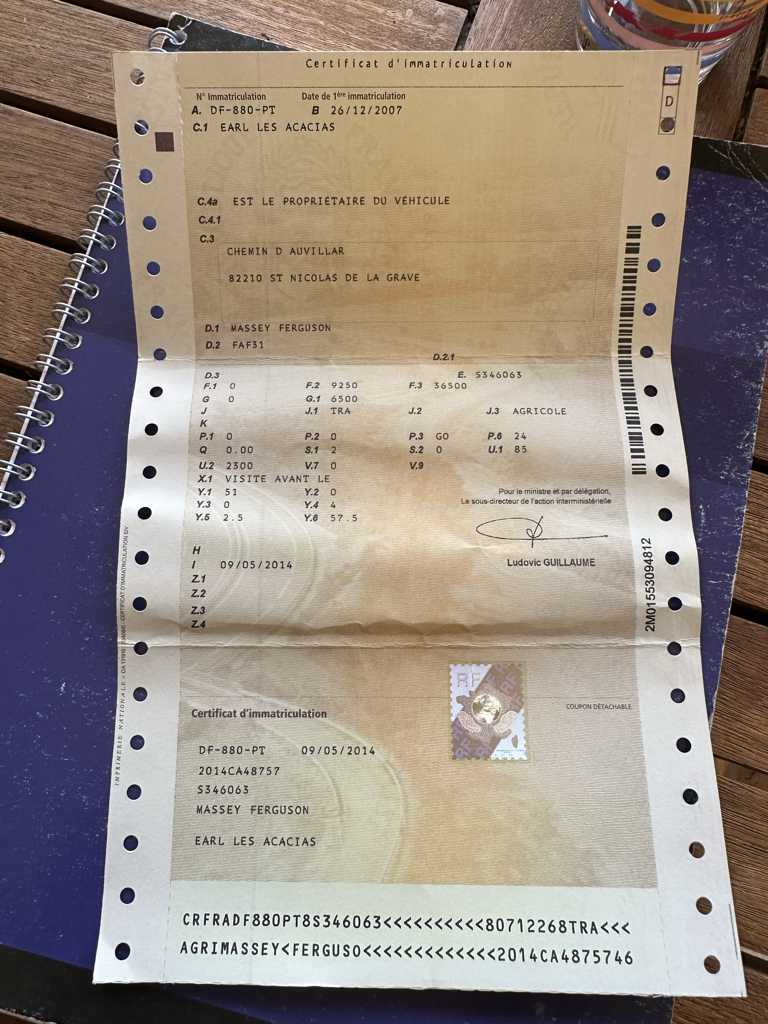 Certificat d'immatriculation
N° Immatriculation Date de 1ère immatriculation
A. DF-880-PT B 26/12/2007
C.1 EARL LES ACACIAS
D
C.4a EST LE PROPRIÉTAIRE DU VÉHICULE
C.4.1
C.3
CHEMIN D AUVILLAR
82210 ST NICOLAS DE LA GRAVE
D.1 MASSEY FERGUSON
D.2 FAF31
D.2.1
D.3 E. S346063
F.1 0 F.2 9250 F.3 36500
G 0 G.1 6500
J J.1 TRA J.2 J.3 AGRICOLE
K
P.1 0 P.2 0 P.3 GO P.6 24
Q 0.00 S.1 2 S.2 0 U.1 85
U.2 2300 V.7 0 V.9
X.1 VISITE AVANT LE
Y.1 51 Y.2 0
Y.3 0 Y.4 4
Y.5 2.5 Y.6 57.5
Pour le ministre et par délégation,
Le sous-directeur de l'action interministérielle
Ludovic GUILLAUME
H
I 09/05/2014
Z.1
Z.2
Z.3
Z.4
2M01553094812
IMPRIMERIE NATIONALE
CERTIFICAT D'IMMATRICULATION SIV
RF
Certificat d'immatriculation
COUPON DÉTACHABLE
DF-880-PT 09/05/2014
2014CA48757
S346063
MASSEY FERGUSON
EARL LES ACACIAS
CRFRADF880PT8S346063<<<<<<<<<<80712268TRA<<<
AGRIMASSEY<FERGUSO<<<<<<<<<<<<<<2014CA4875746